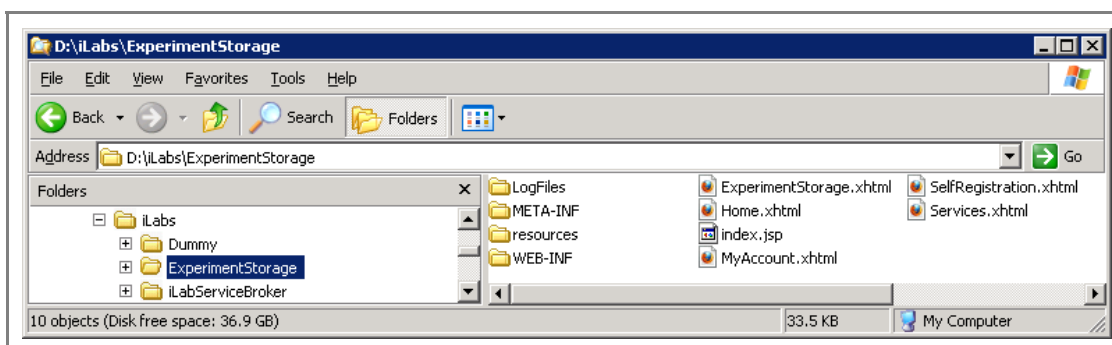 D:\iLabs\ExperimentStorage
File Edit View Favorites Tools Help
Back Search Folders
Address D:\iLabs\ExperimentStorage Go
Folders
iLabs
Dummy
ExperimentStorage
iLabServiceBroker
LogFiles ExperimentStorage.xhtml SelfRegistration.xhtml
META-INF Home.xhtml Services.xhtml
resources index.jsp
WEB-INF MyAccount.xhtml
10 objects (Disk free space: 36.9 GB) 33.5 KB My Computer